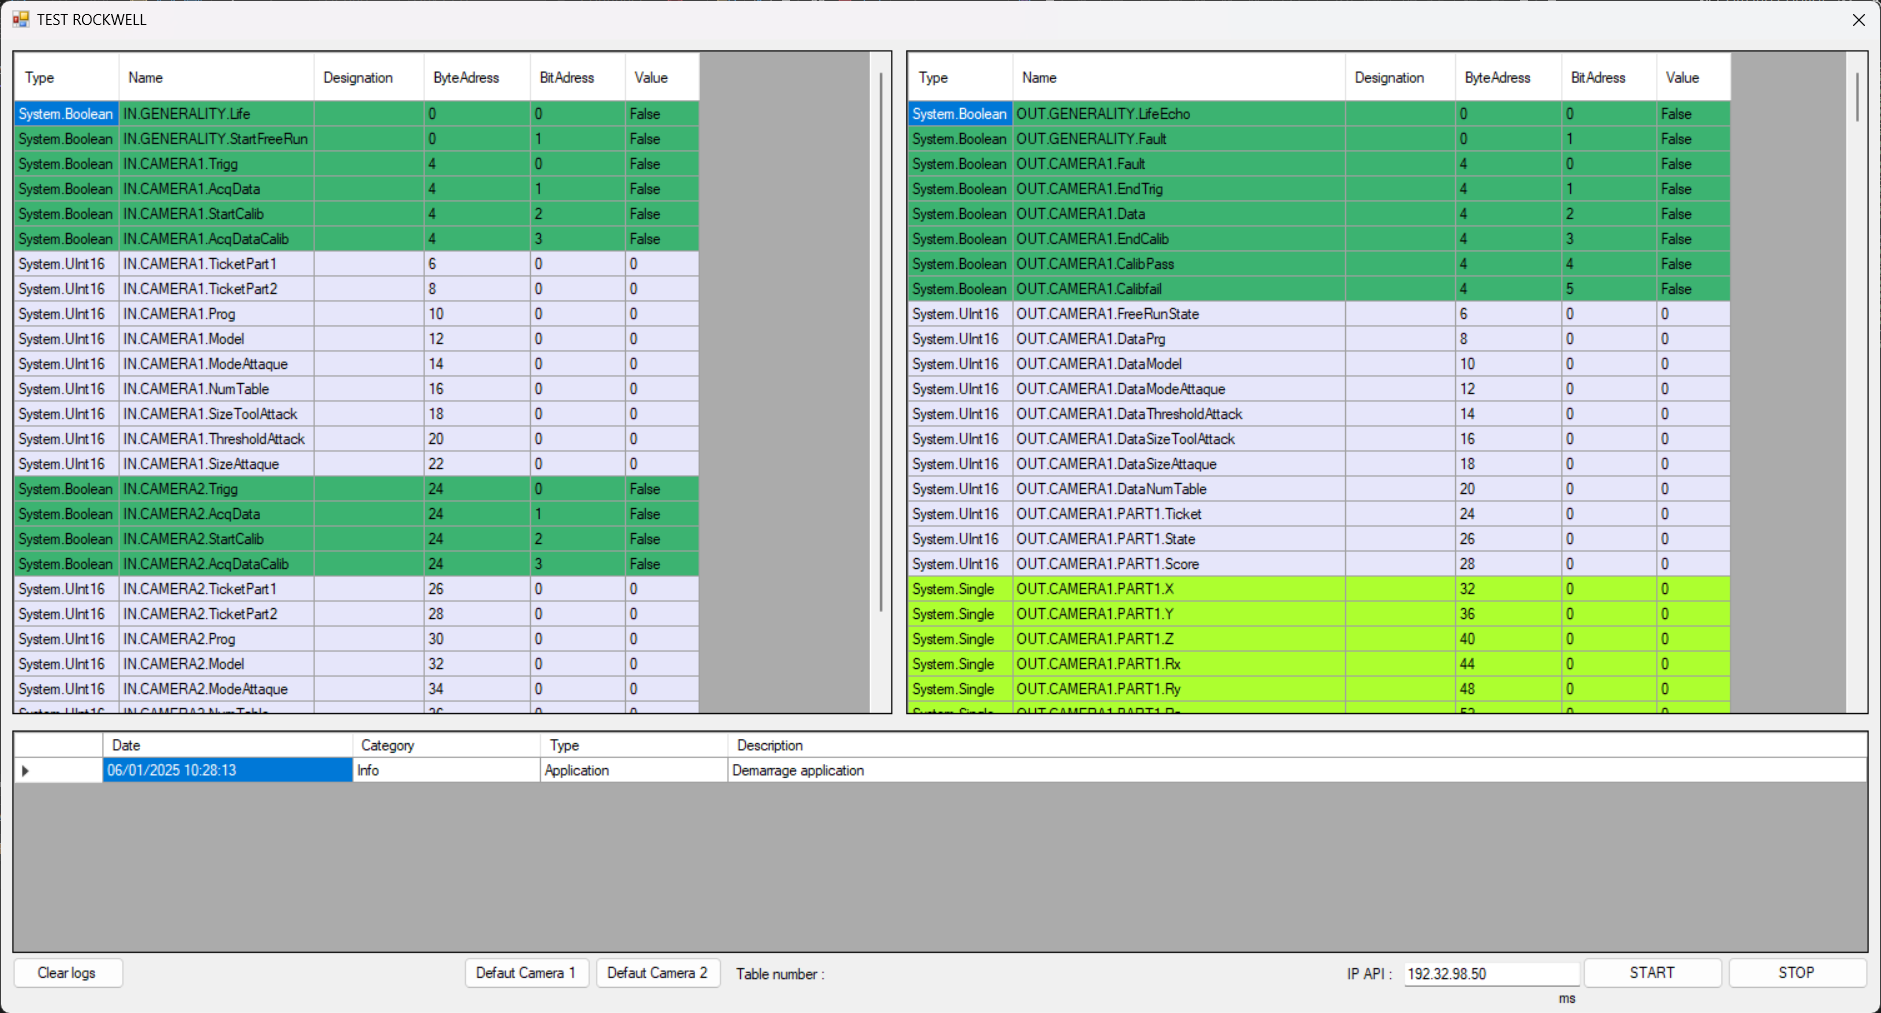 TEST ROCKWELL
Type Name Designation ByteAdress BitAdress Value
System.Boolean IN.GENERALITY.Life 0 0 False
System.Boolean IN.GENERALITY.StartFreeRun 0 1 False
System.Boolean IN.CAMERA1.Trigg 4 0 False
System.Boolean IN.CAMERA1.AcqData 4 1 False
System.Boolean IN.CAMERA1.StartCalib 4 2 False
System.Boolean IN.CAMERA1.AcqDataCalib 4 3 False
System.UInt16 IN.CAMERA1.TicketPart1 6 0 0
System.UInt16 IN.CAMERA1.TicketPart2 8 0 0
System.UInt16 IN.CAMERA1.Prog 10 0 0
System.UInt16 IN.CAMERA1.Model 12 0 0
System.UInt16 IN.CAMERA1.ModeAttaque 14 0 0
System.UInt16 IN.CAMERA1.NumTable 16 0 0
System.UInt16 IN.CAMERA1.SizeToolAttack 18 0 0
System.UInt16 IN.CAMERA1.ThresholdAttack 20 0 0
System.UInt16 IN.CAMERA1.SizeAttaque 22 0 0
System.Boolean IN.CAMERA2.Trigg 24 0 False
System.Boolean IN.CAMERA2.AcqData 24 1 False
System.Boolean IN.CAMERA2.StartCalib 24 2 False
System.Boolean IN.CAMERA2.AcqDataCalib 24 3 False
System.UInt16 IN.CAMERA2.TicketPart1 26 0 0
System.UInt16 IN.CAMERA2.TicketPart2 28 0 0
System.UInt16 IN.CAMERA2.Prog 30 0 0
System.UInt16 IN.CAMERA2.Model 32 0 0
System.UInt16 IN.CAMERA2.ModeAttaque 34 0 0
System.UInt16 IN.CAMERA2.NumTable 36 0 0
Type Name Designation ByteAdress BitAdress Value
System.Boolean OUT.GENERALITY.LifeEcho 0 0 False
System.Boolean OUT.GENERALITY.Fault 0 1 False
System.Boolean OUT.CAMERA1.Fault 4 0 False
System.Boolean OUT.CAMERA1.EndTrig 4 1 False
System.Boolean OUT.CAMERA1.Data 4 2 False
System.Boolean OUT.CAMERA1.EndCalib 4 3 False
System.Boolean OUT.CAMERA1.CalibPass 4 4 False
System.Boolean OUT.CAMERA1.Calibfail 4 5 False
System.UInt16 OUT.CAMERA1.FreeRunState 6 0 0
System.UInt16 OUT.CAMERA1.DataPrg 8 0 0
System.UInt16 OUT.CAMERA1.DataModel 10 0 0
System.UInt16 OUT.CAMERA1.DataModeAttaque 12 0 0
System.UInt16 OUT.CAMERA1.DataThresholdAttack 14 0 0
System.UInt16 OUT.CAMERA1.DataSizeToolAttack 16 0 0
System.UInt16 OUT.CAMERA1.DataSizeAttaque 18 0 0
System.UInt16 OUT.CAMERA1.DataNumTable 20 0 0
System.UInt16 OUT.CAMERA1.PART1.Ticket 24 0 0
System.UInt16 OUT.CAMERA1.PART1.State 26 0 0
System.UInt16 OUT.CAMERA1.PART1.Score 28 0 0
System.Single OUT.CAMERA1.PART1.X 32 0 0
System.Single OUT.CAMERA1.PART1.Y 36 0 0
System.Single OUT.CAMERA1.PART1.Z 40 0 0
System.Single OUT.CAMERA1.PART1.Rx 44 0 0
System.Single OUT.CAMERA1.PART1.Ry 48 0 0
System.Single OUT.CAMERA1.PART1.Rz 52 0 0
Date Category Type Description
06/01/2025 10:28:13 Info Application Demarrage application
Clear logs Defaut Camera 1 Defaut Camera 2 Table number : IP API : 192.32.98.50 START STOP
ms